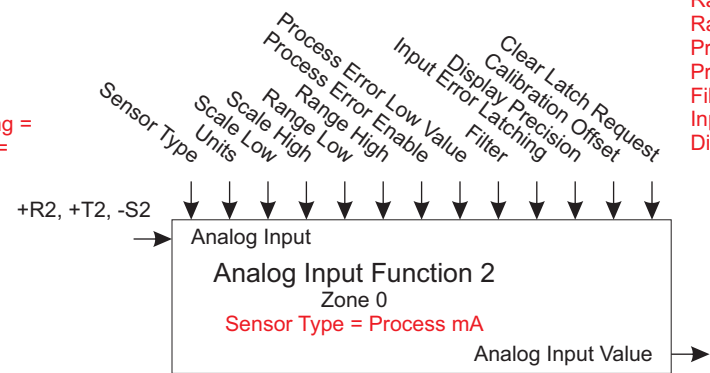 Sensor Type
Units
Scale Low
Scale High
Range Low
Range High
Process Error Enable
Process Error Low Value
Filter
Input Error Latching
Display Precision
Calibration Offset
Clear Latch Request
+R2, +T2, -S2
Analog Input
Analog Input Function 2
Zone 0
Sensor Type = Process mA
Analog Input Value